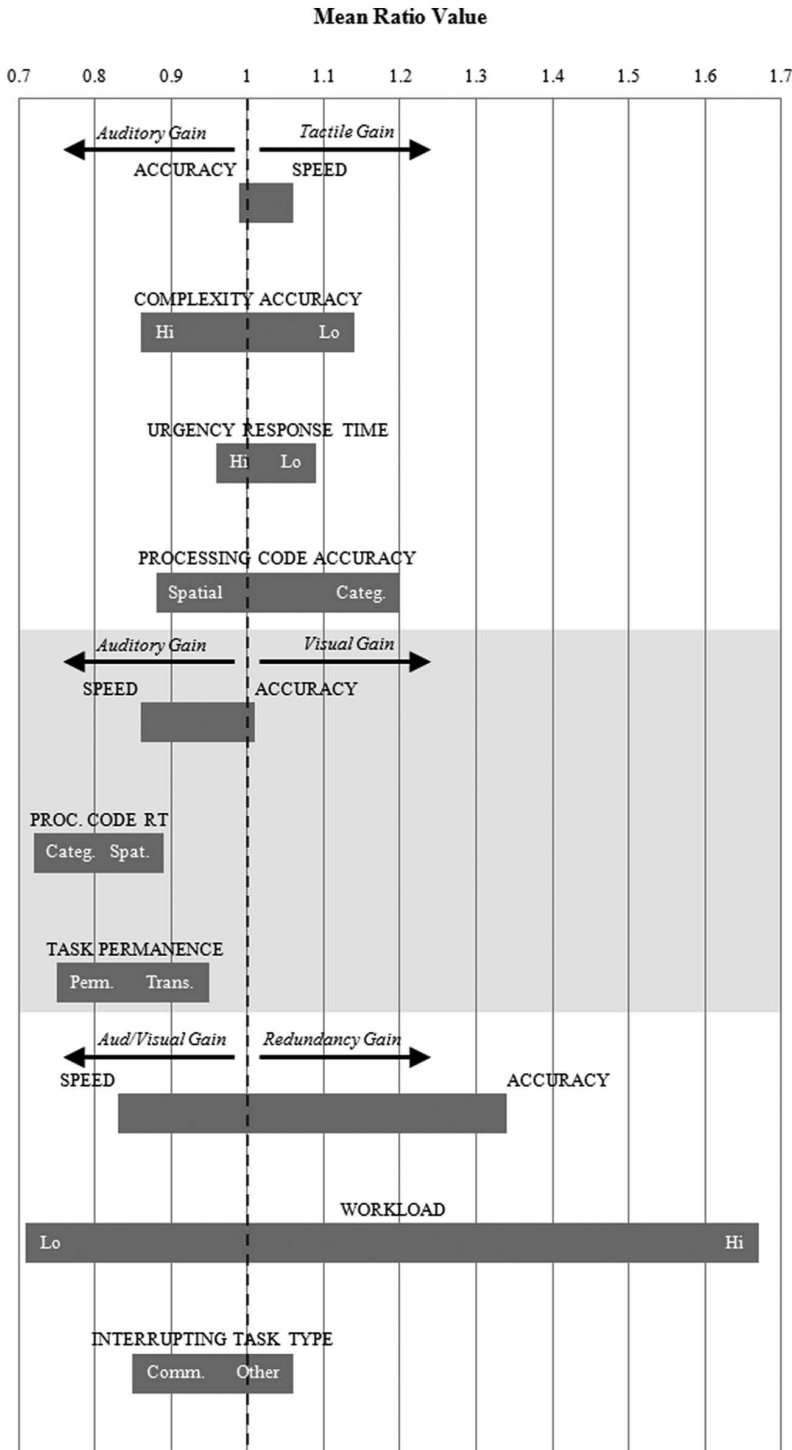 Mean Ratio Value
0.7 0.8 0.9 1 1.1 1.2 1.3 1.4 1.5 1.6 1.7
Auditory Gain Tactile Gain
ACCURACY SPEED
COMPLEXITY ACCURACY
Hi Lo
URGENCY RESPONSE TIME
Hi Lo
PROCESSING CODE ACCURACY
Spatial Categ.
Auditory Gain Visual Gain
SPEED ACCURACY
PROC. CODE RT
Categ. Spat.
TASK PERMANENCE
Perm. Trans.
Aud/Visual Gain Redundancy Gain
SPEED ACCURACY
WORKLOAD
Lo Hi
INTERRUPTING TASK TYPE
Comm. Other